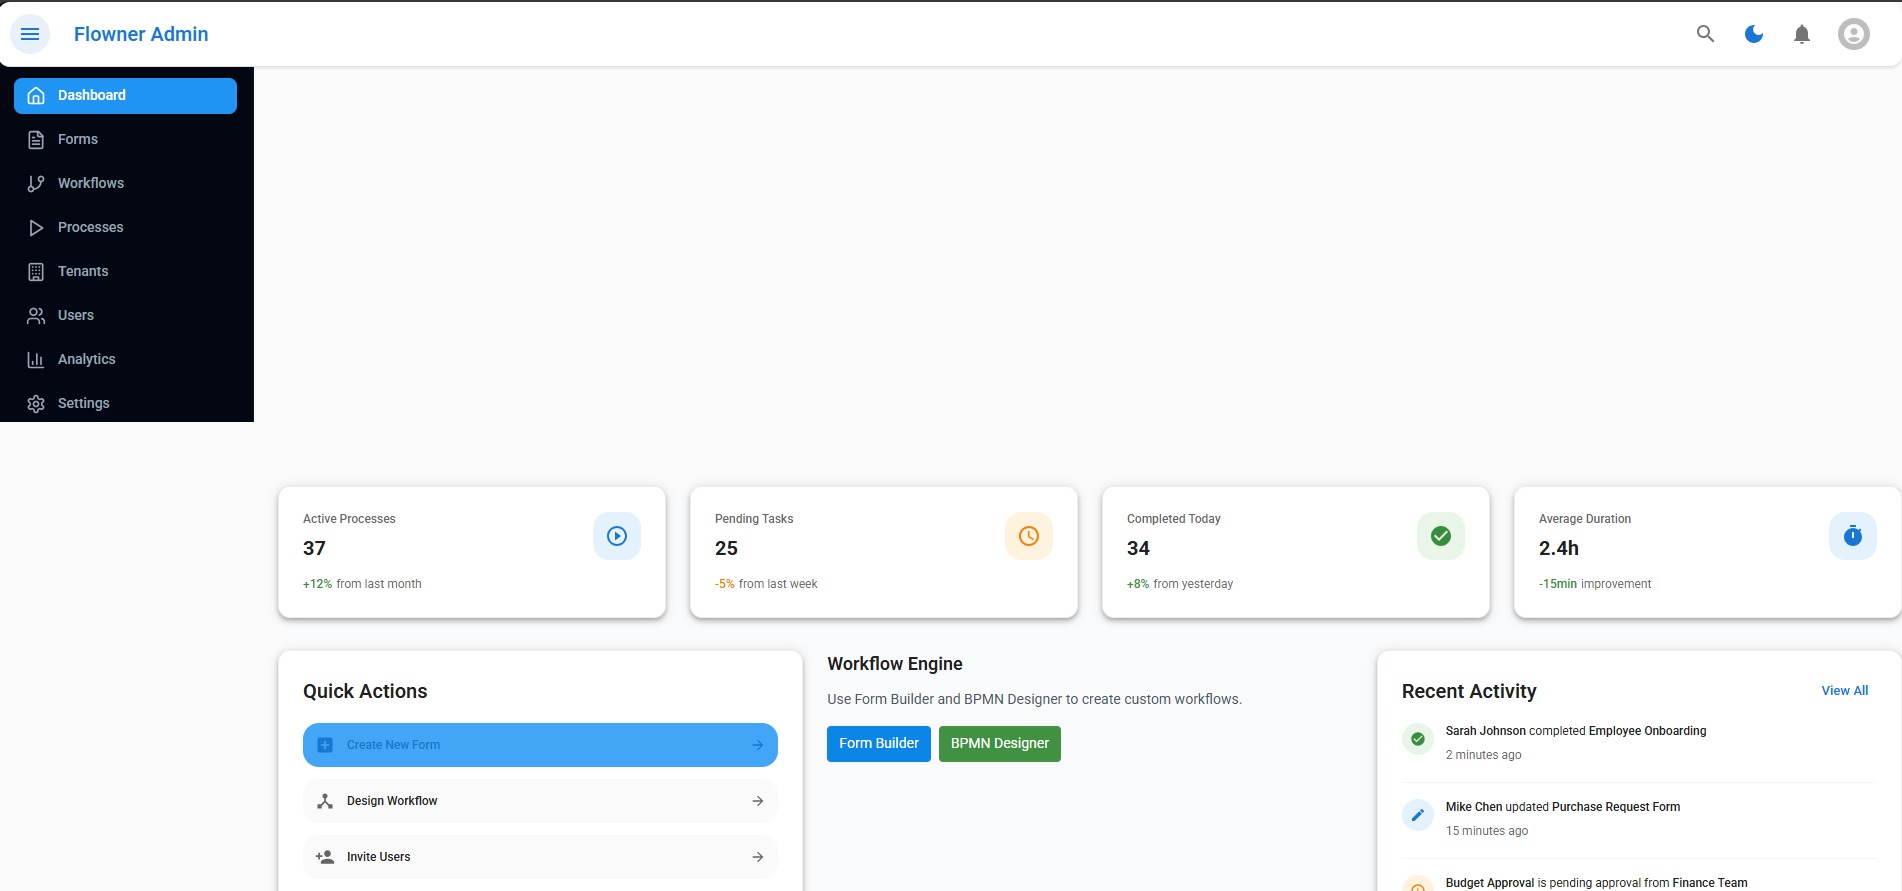 Flowner Admin
Dashboard
Forms
Workflows
Processes
Tenants
Users
Analytics
Settings
Active Processes
37
+12% from last month
Pending Tasks
25
-5% from last week
Completed Today
34
+8% from yesterday
Average Duration
2.4h
-15min improvement
Quick Actions
Create New Form
Design Workflow
Invite Users
Workflow Engine
Use Form Builder and BPMN Designer to create custom workflows.
Form Builder BPMN Designer
Recent Activity View All
Sarah Johnson completed Employee Onboarding
2 minutes ago
Mike Chen updated Purchase Request Form
15 minutes ago
Budget Approval is pending approval from Finance Team